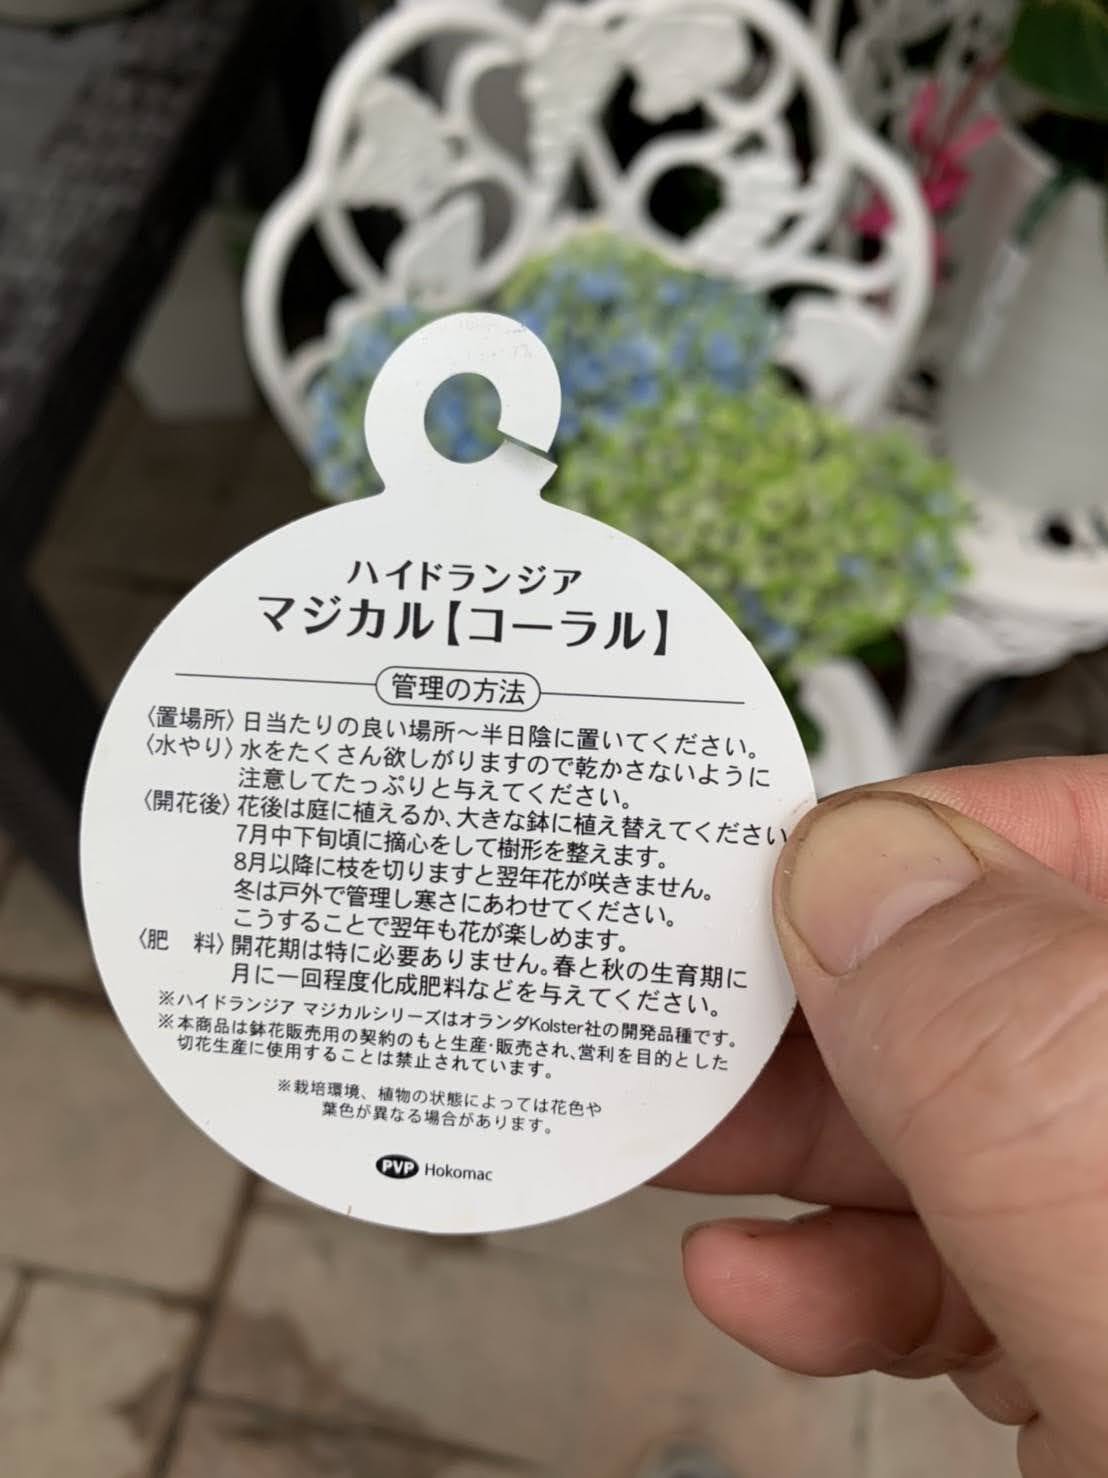 ハイドランジア
マジカル【コーラル】
管理の方法
〈置場所〉日当たりの良い場所〜半日陰に置いてください。
〈水やり〉水をたくさん欲しがりますので乾かさないように
注意してたっぷりと与えてください。
〈開花後〉花後は庭に植えるか、大きな鉢に植え替えてください
7月中下旬頃に摘心をして樹形を整えます。
8月以降に枝を切りますと翌年花が咲きません。
冬は戸外で管理し寒さにあわせてください。
こうすることで翌年も花が楽しめます。
〈肥　料〉開花期は特に必要ありません。春と秋の生育期に
月に一回程度化成肥料などを与えてください。
※ハイドランジア マジカルシリーズはオランダKolster社の開発品種です。
※本商品は鉢花販売用の契約のもと生産・販売され、営利を目的とした
切花生産に使用することは禁止されています。
※栽培環境、植物の状態によっては花色や
葉色が異なる場合があります。
PVP Hokomac